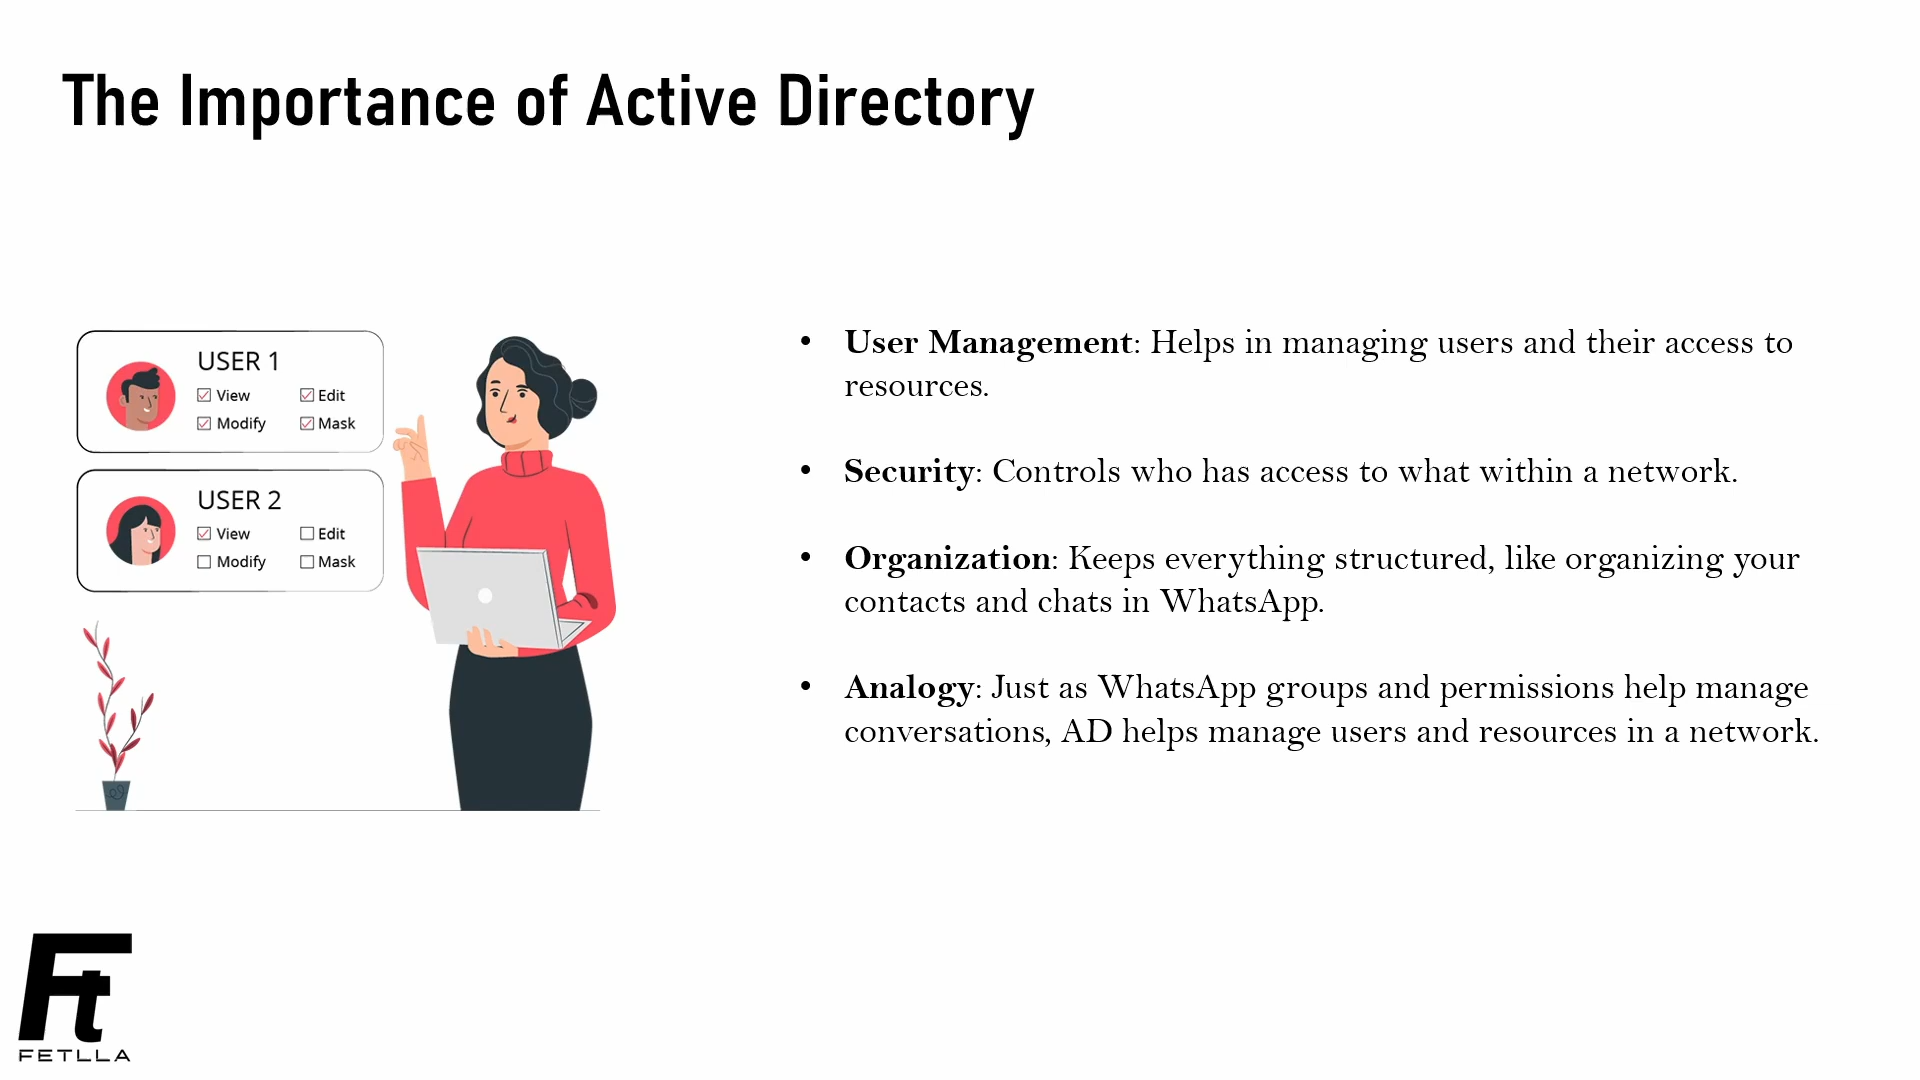 The Importance of Active Directory
USER 1
View Edit
Modify Mask
USER 2
View Edit
Modify Mask
• User Management: Helps in managing users and their access to
resources.
• Security: Controls who has access to what within a network.
• Organization: Keeps everything structured, like organizing your
contacts and chats in WhatsApp.
• Analogy: Just as WhatsApp groups and permissions help manage
conversations, AD helps manage users and resources in a network.
Ft
FETLLA